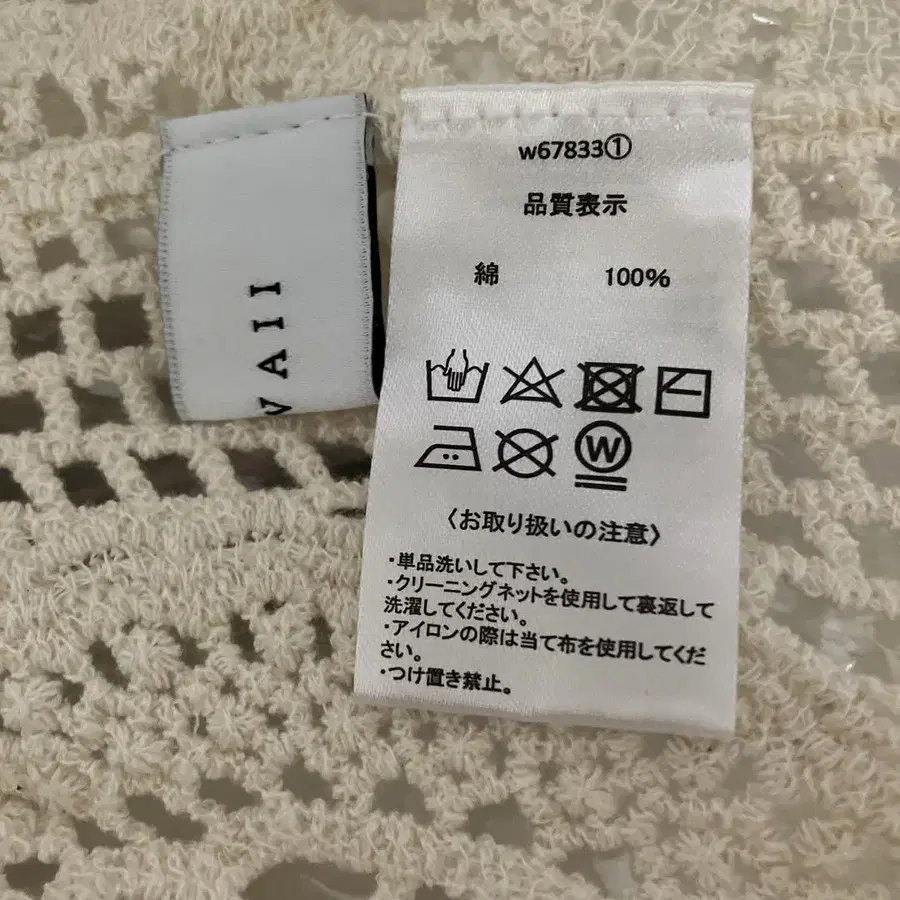 VAII
w67833①
品質表示
綿 100%
W
〈お取り扱いの注意〉
・単品洗いして下さい。
・クリーニングネットを使用して裏返して
洗濯してください。
・アイロンの際は当て布を使用してくだ
さい。
・つけ置き禁止。